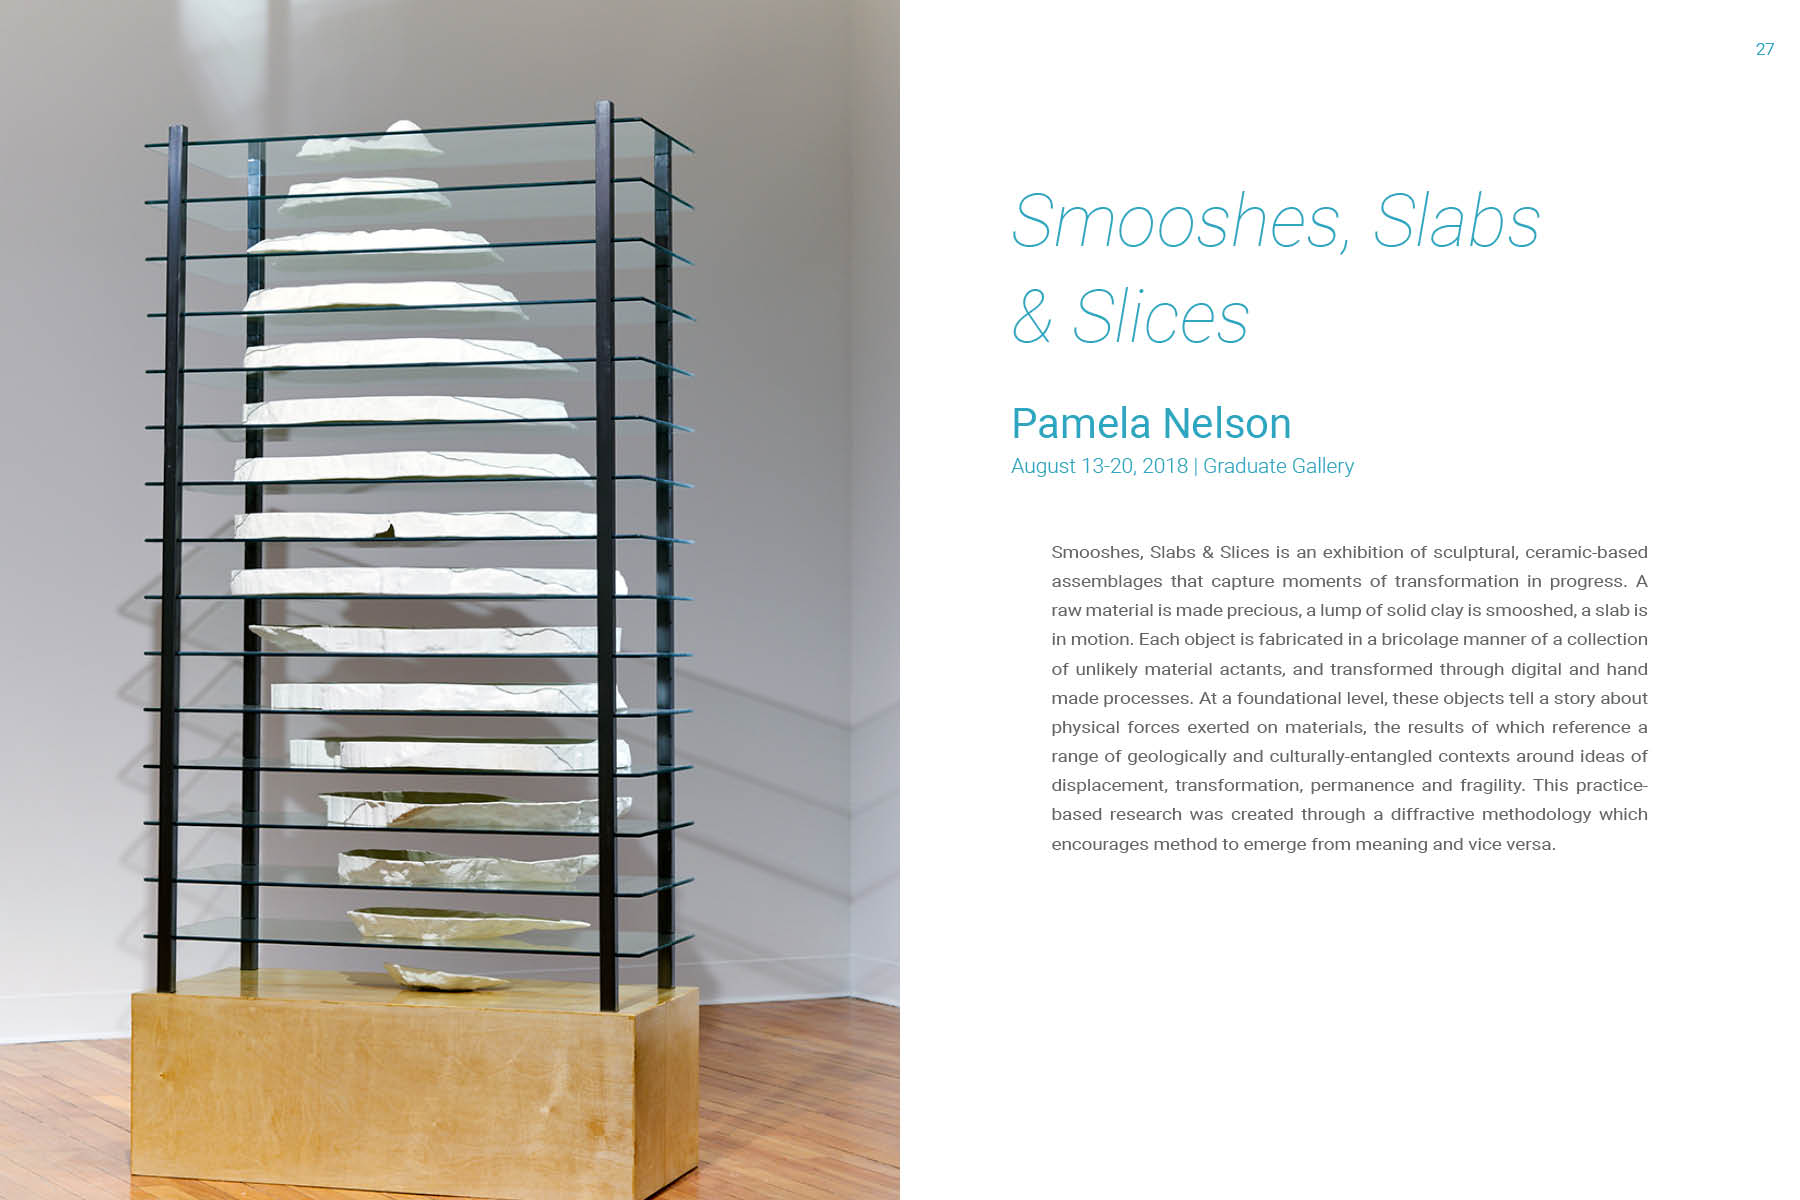 27
Smooshes, Slabs
& Slices
Pamela Nelson
August 13-20, 2018 | Graduate Gallery
Smooshes, Slabs & Slices is an exhibition of sculptural, ceramic-based
assemblages that capture moments of transformation in progress. A
raw material is made precious, a lump of solid clay is smooshed, a slab is
in motion. Each object is fabricated in a bricolage manner of a collection
of unlikely material actants, and transformed through digital and hand
made processes. At a foundational level, these objects tell a story about
physical forces exerted on materials, the results of which reference a
range of geologically and culturally-entangled contexts around ideas of
displacement, transformation, permanence and fragility. This practice-
based research was created through a diffractive methodology which
encourages method to emerge from meaning and vice versa.